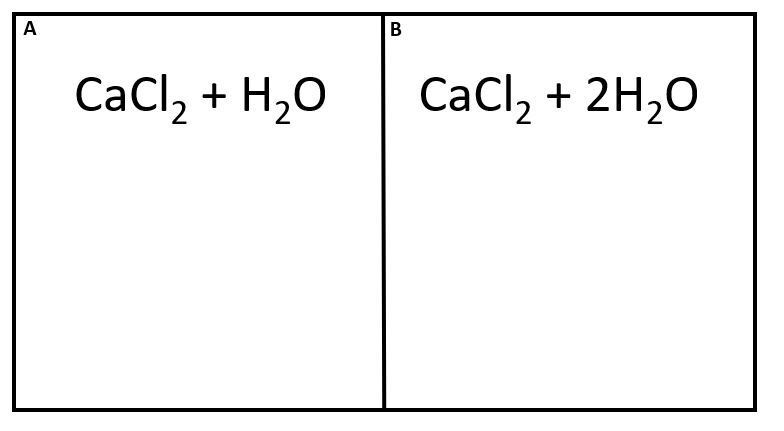 A
CaCl₂ + H₂O
B
CaCl₂ + 2H₂O